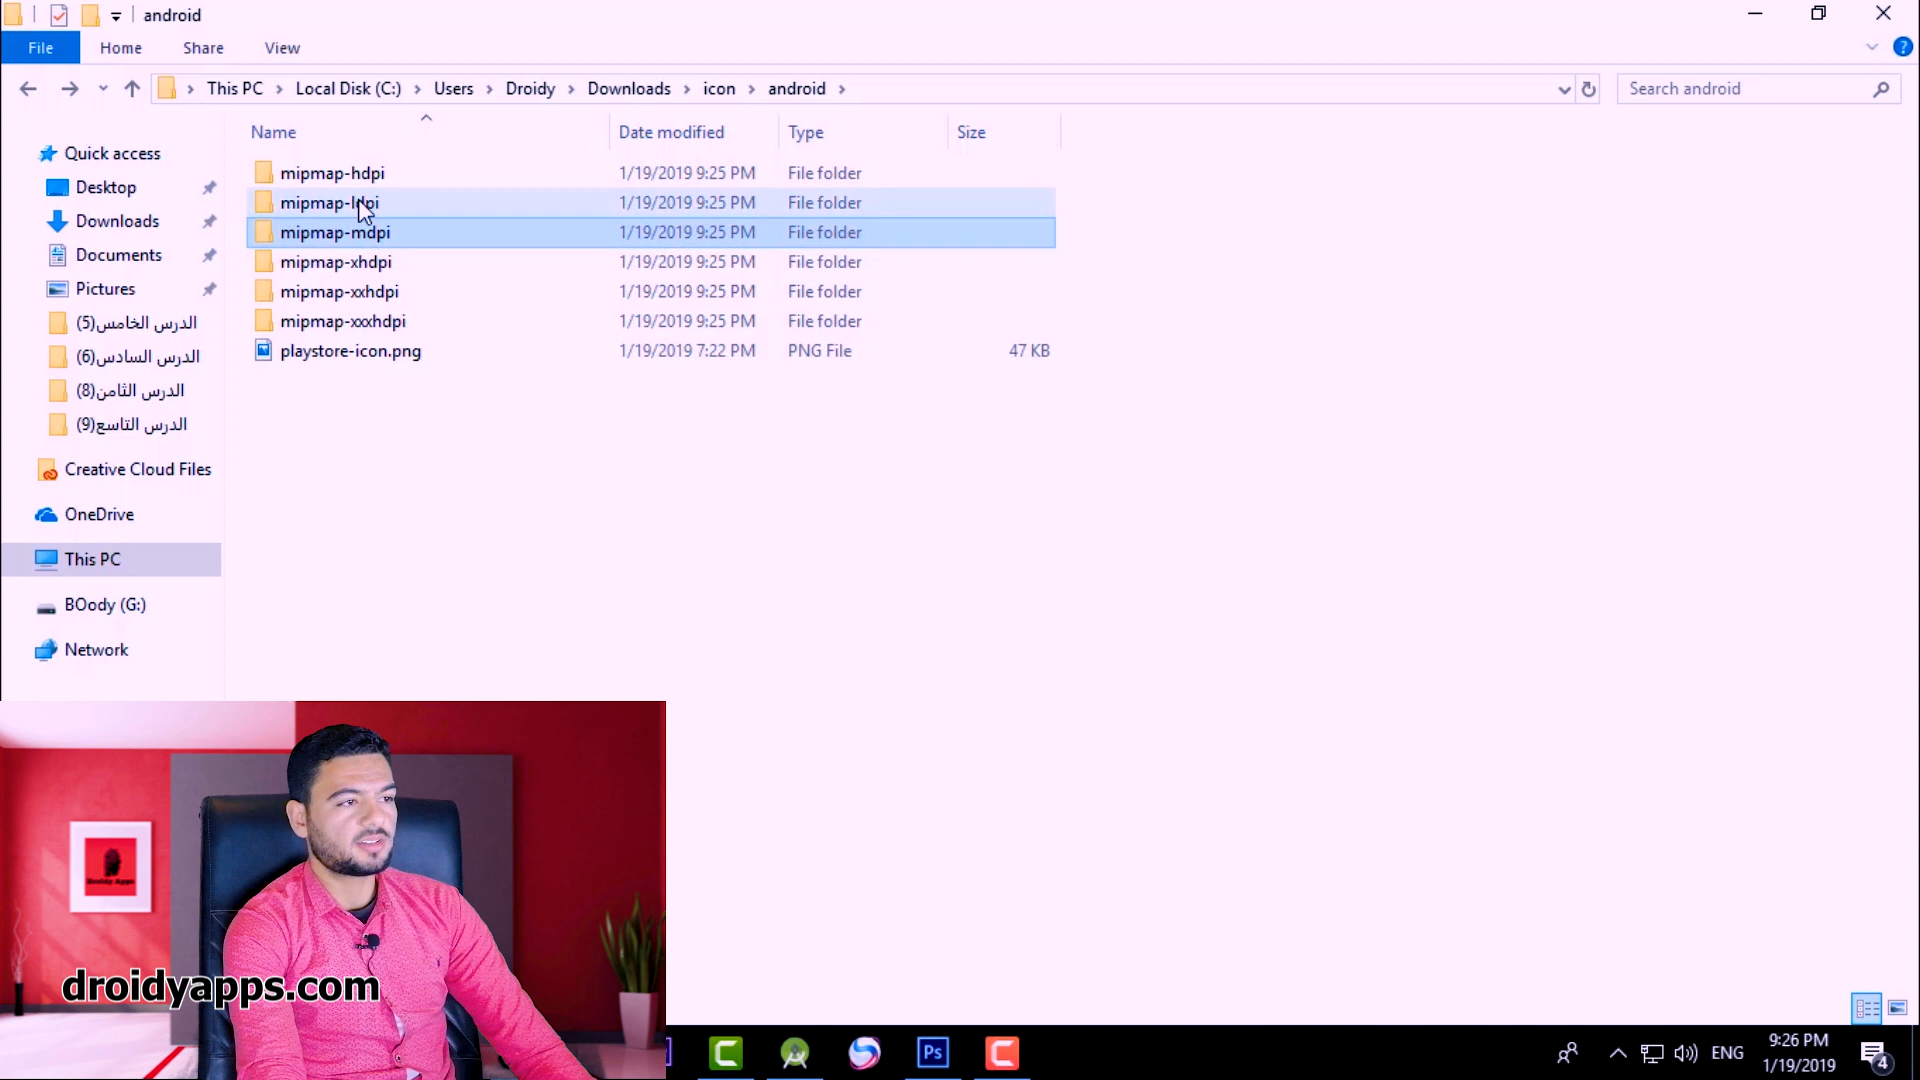 android
File Home Share View
This PC Local Disk (C:) Users Droidy Downloads icon android
Search android
Name Date modified Type Size
Quick access
Desktop
Downloads
Documents
Pictures
الدرس الخامس(5)
الدرس السادس(6)
الدرس الثامن(8)
الدرس التاسع(9)
Creative Cloud Files
OneDrive
This PC
BOody (G:)
Network
mipmap-hdpi 1/19/2019 9:25 PM File folder
mipmap-ldpi 1/19/2019 9:25 PM File folder
mipmap-mdpi 1/19/2019 9:25 PM File folder
mipmap-xhdpi 1/19/2019 9:25 PM File folder
mipmap-xxhdpi 1/19/2019 9:25 PM File folder
mipmap-xxxhdpi 1/19/2019 9:25 PM File folder
playstore-icon.png 1/19/2019 7:22 PM PNG File 47 KB
Droidy Apps
droidyapps.com
Ps
ENG
9:26 PM
1/19/2019
4